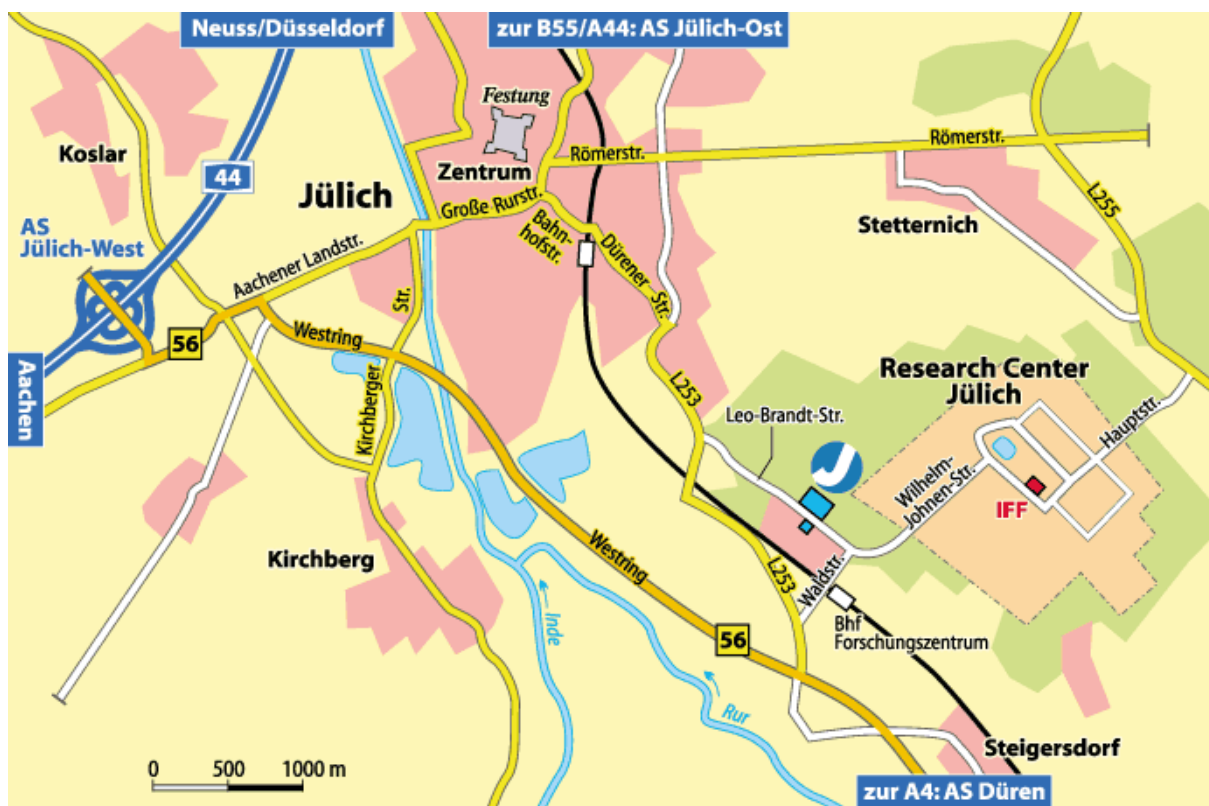 Neuss/Düsseldorf
zur B55/A44: AS Jülich-Ost
Festung
Koslar
Zentrum
Römerstr.
Römerstr.
44
Jülich
Große Rurstr.
L255
AS
Jülich-West
Aachener Landstr.
Bahn-
hofstr.
Dürener Str.
Stetternich
Str.
56
Westring
Aachen
Kirchberger
L253
Research Center
Jülich
Leo-Brandt-Str.
Hauptstr.
J
Wilhelm-
Johnen-Str.
IFF
Kirchberg
Westring
L253
Waldstr.
Inde
56
Bhf
Forschungszentrum
Rur
Steigersdorf
0 500 1000 m
zur A4: AS Düren